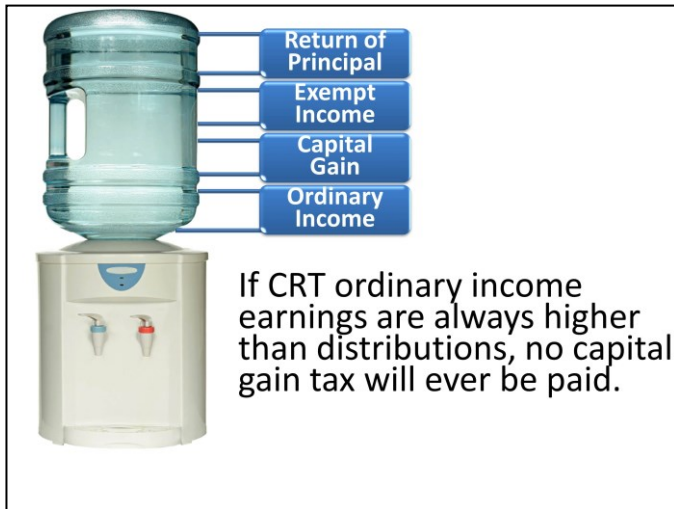 Return of
Principal
Exempt
Income
Capital
Gain
Ordinary
Income
If CRT ordinary income
earnings are always higher
than distributions, no capital
gain tax will ever be paid.